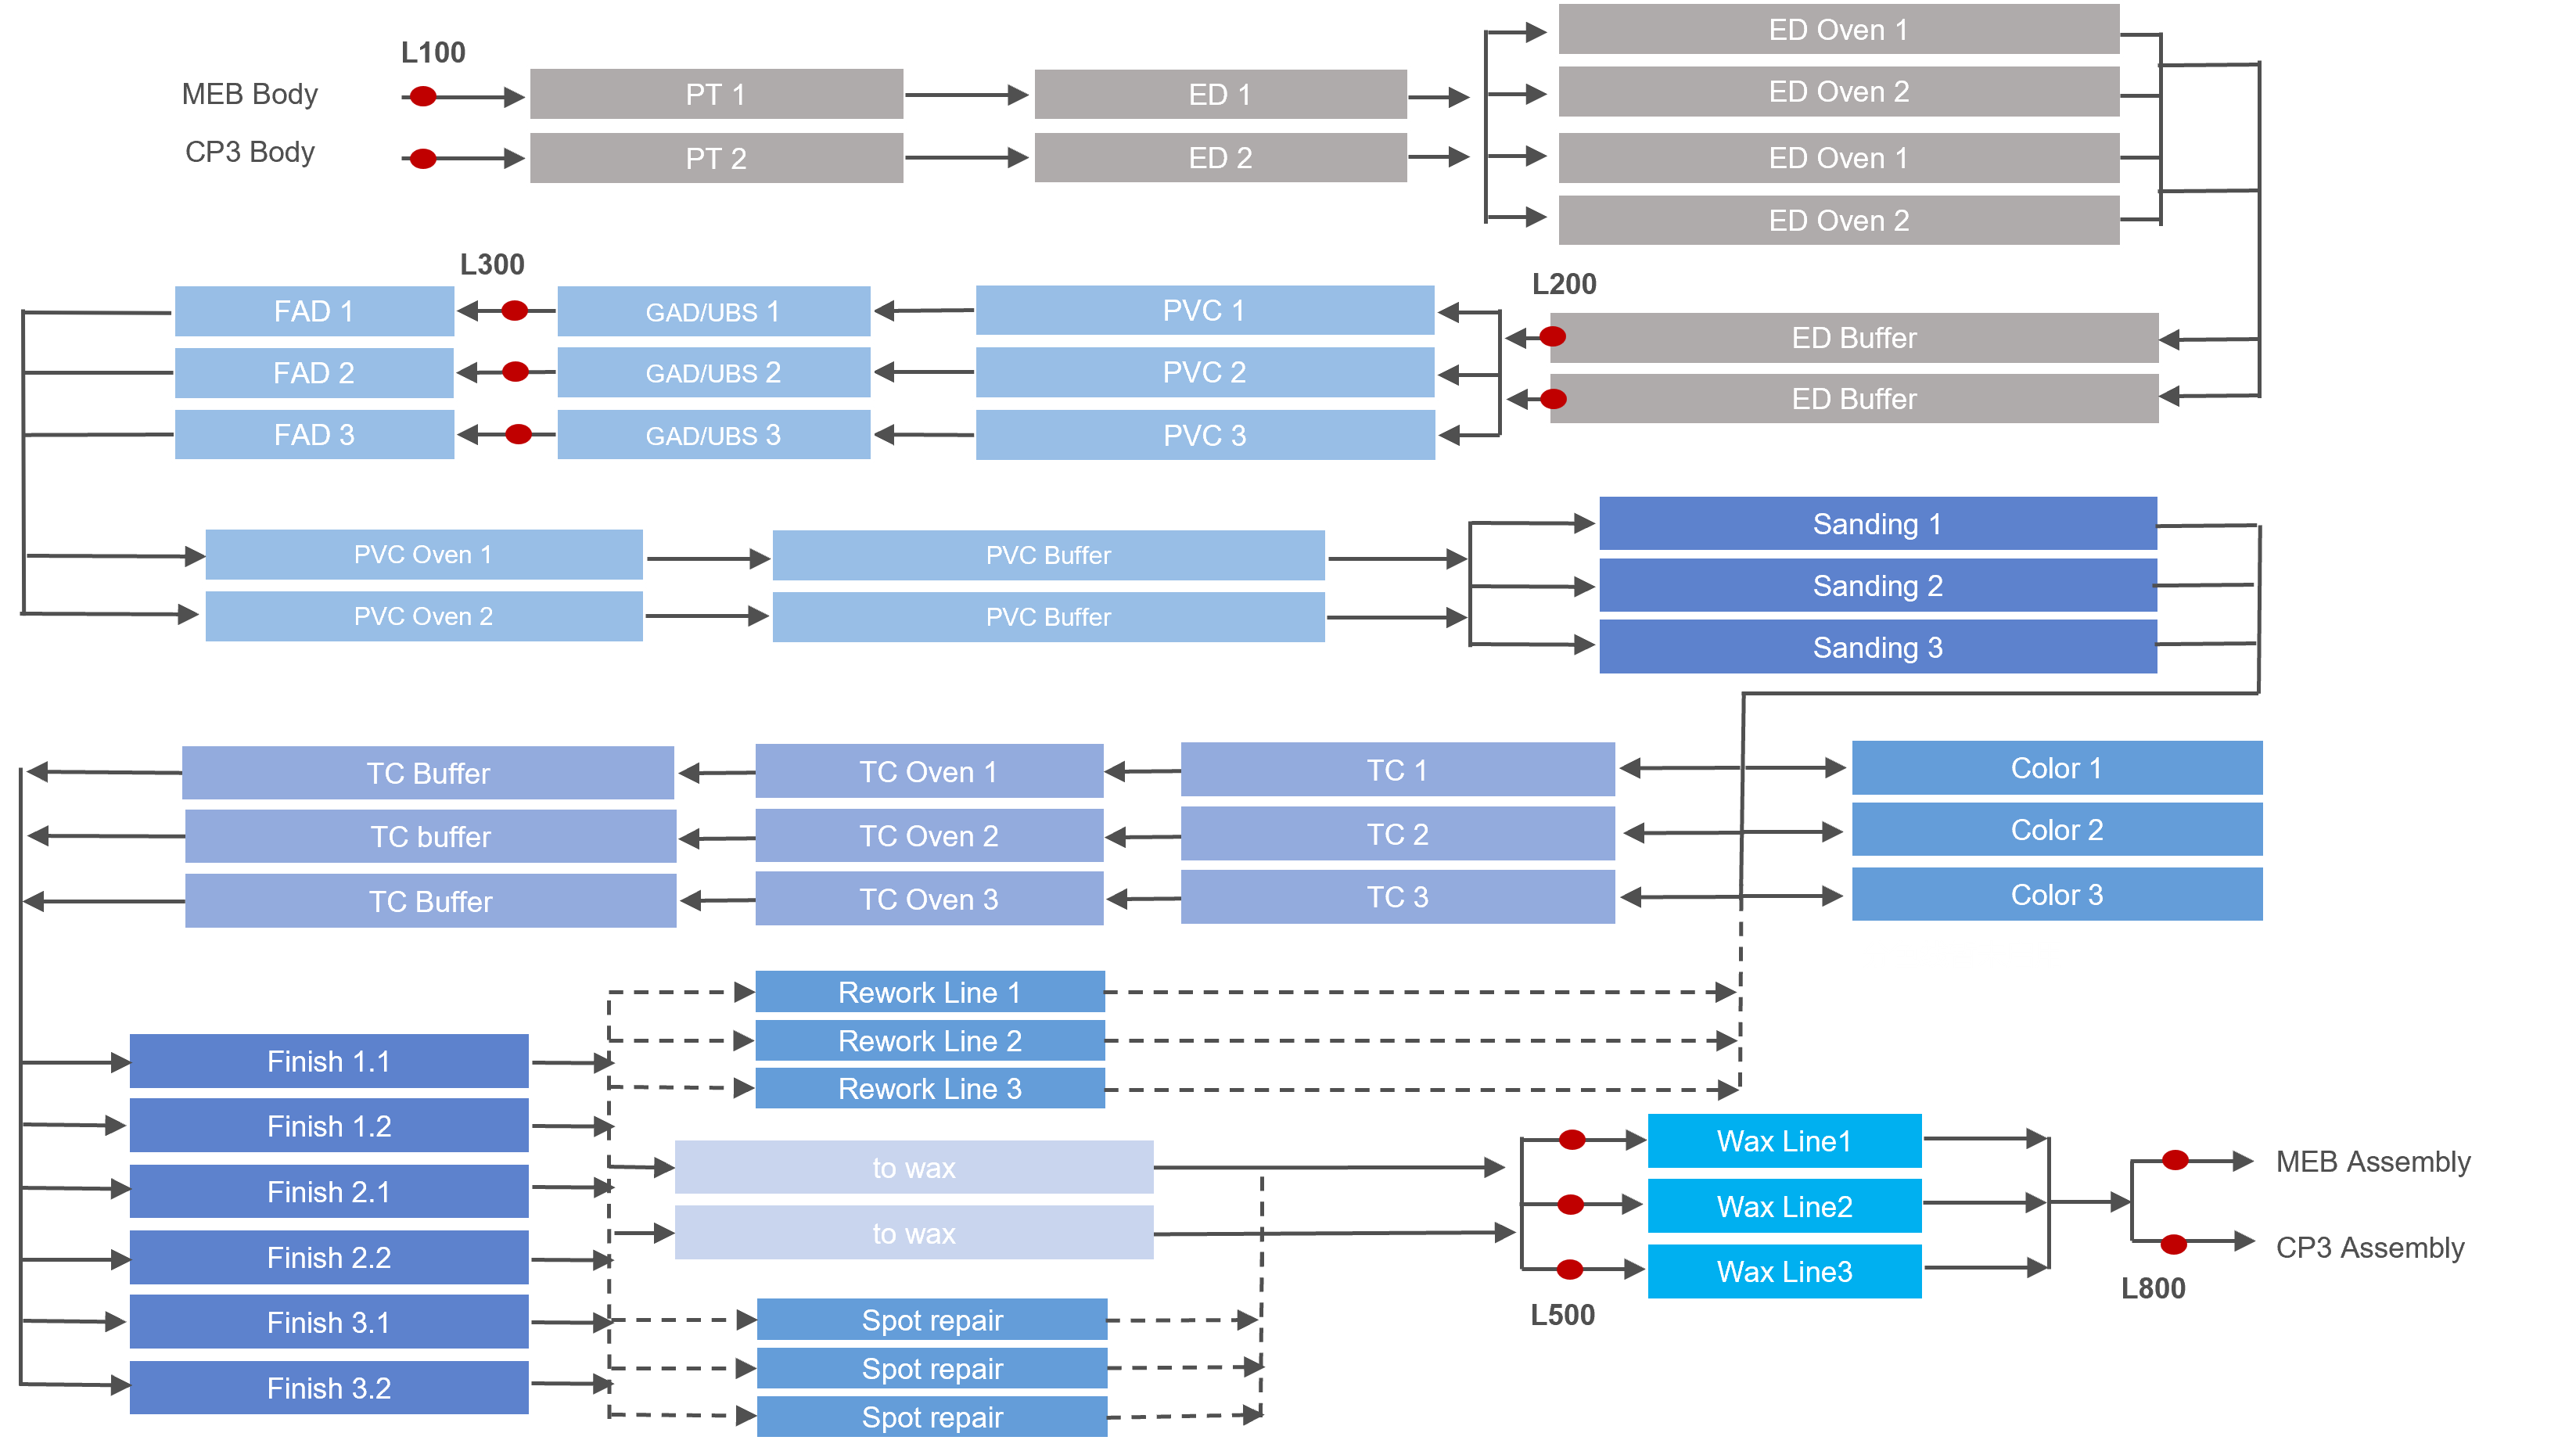 L100
MEB Body
PT 1
ED 1
ED Oven 1
ED Oven 2
CP3 Body
PT 2
ED 2
ED Oven 1
ED Oven 2
L300
L200
FAD 1
GAD/UBS 1
PVC 1
ED Buffer
FAD 2
GAD/UBS 2
PVC 2
ED Buffer
FAD 3
GAD/UBS 3
PVC 3
PVC Oven 1
PVC Buffer
Sanding 1
Sanding 2
PVC Oven 2
PVC Buffer
Sanding 3
TC Buffer
TC Oven 1
TC 1
Color 1
TC buffer
TC Oven 2
TC 2
Color 2
TC Buffer
TC Oven 3
TC 3
Color 3
Rework Line 1
Rework Line 2
Rework Line 3
Finish 1.1
Finish 1.2
Finish 2.1
Finish 2.2
Finish 3.1
Finish 3.2
to wax
to wax
Spot repair
Spot repair
Spot repair
Wax Line1
Wax Line2
Wax Line3
L500
MEB Assembly
CP3 Assembly
L800